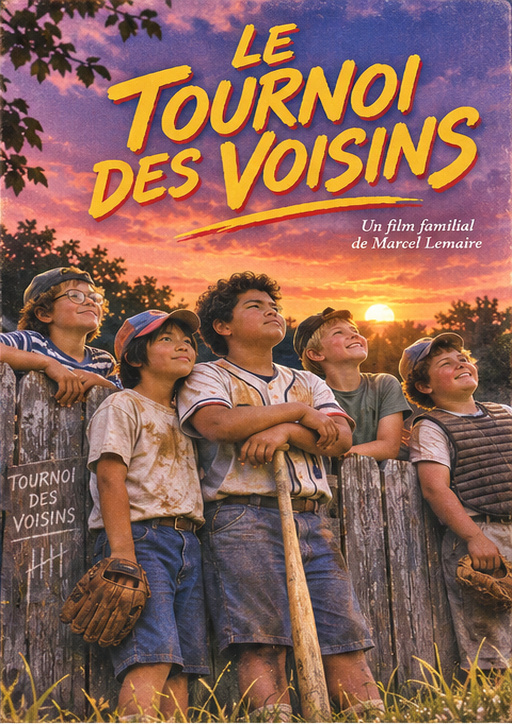 LE
TOURNOI
DES VOISINS
Un film familial
de Marcel Lemaire
TOURNOI
DES
VOISINS